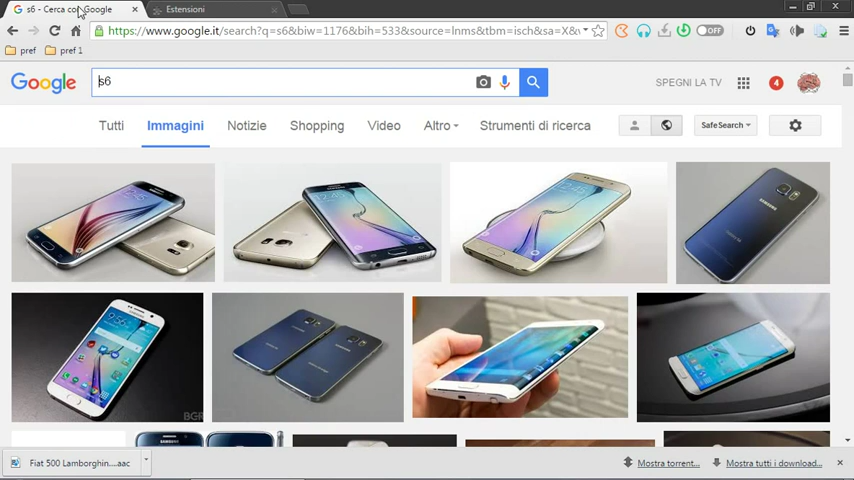 s6 - Cerca con Google
Estensioni
https://www.google.it/search?q=s6&biw=1176&bih=533&source=lnms&tbm=isch&sa=X&
OFF
pref
pref 1
Google
s6
SPEGNI LA TV
4
Tutti
Immagini
Notizie
Shopping
Video
Altro
Strumenti di ricerca
SafeSearch
SAMSUNG
BGR
Fiat 500 Lamborghin....aac
Mostra torrent...
Mostra tutti i download...